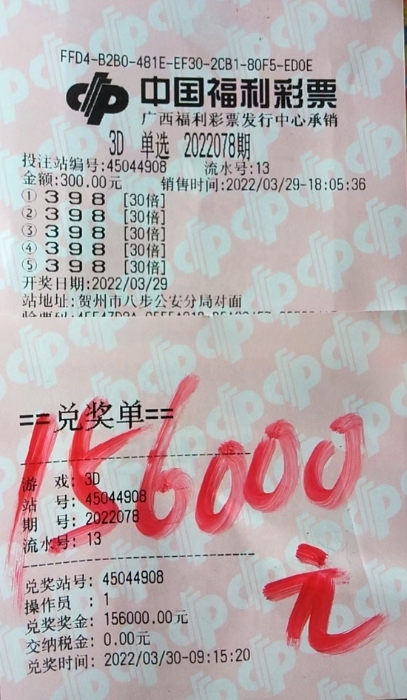 FFD4-B2B0-481E-EF30-2CB1-80F5-ED0E
中国福利彩票
广西福利彩票发行中心承销
3D 单选 2022078期
投注站编号:45044908 流水号:13
金额:300.00元 销售时间:2022/03/29-18:05:36
① 3 9 8 [30倍]
② 3 9 8 [30倍]
③ 3 9 8 [30倍]
④ 3 9 8 [30倍]
⑤ 3 9 8 [30倍]
开奖日期:2022/03/29
站地址:贺州市八步公安分局对面
==兑奖单==
156000
元
游 戏: 3D
站 号: 45044908
期 号: 2022078
流水号: 13
兑奖站号: 45044908
操作员 : 1
兑奖奖金: 156000.00元
交纳税金: 0.00元
兑奖时间: 2022/03/30-09:15:20